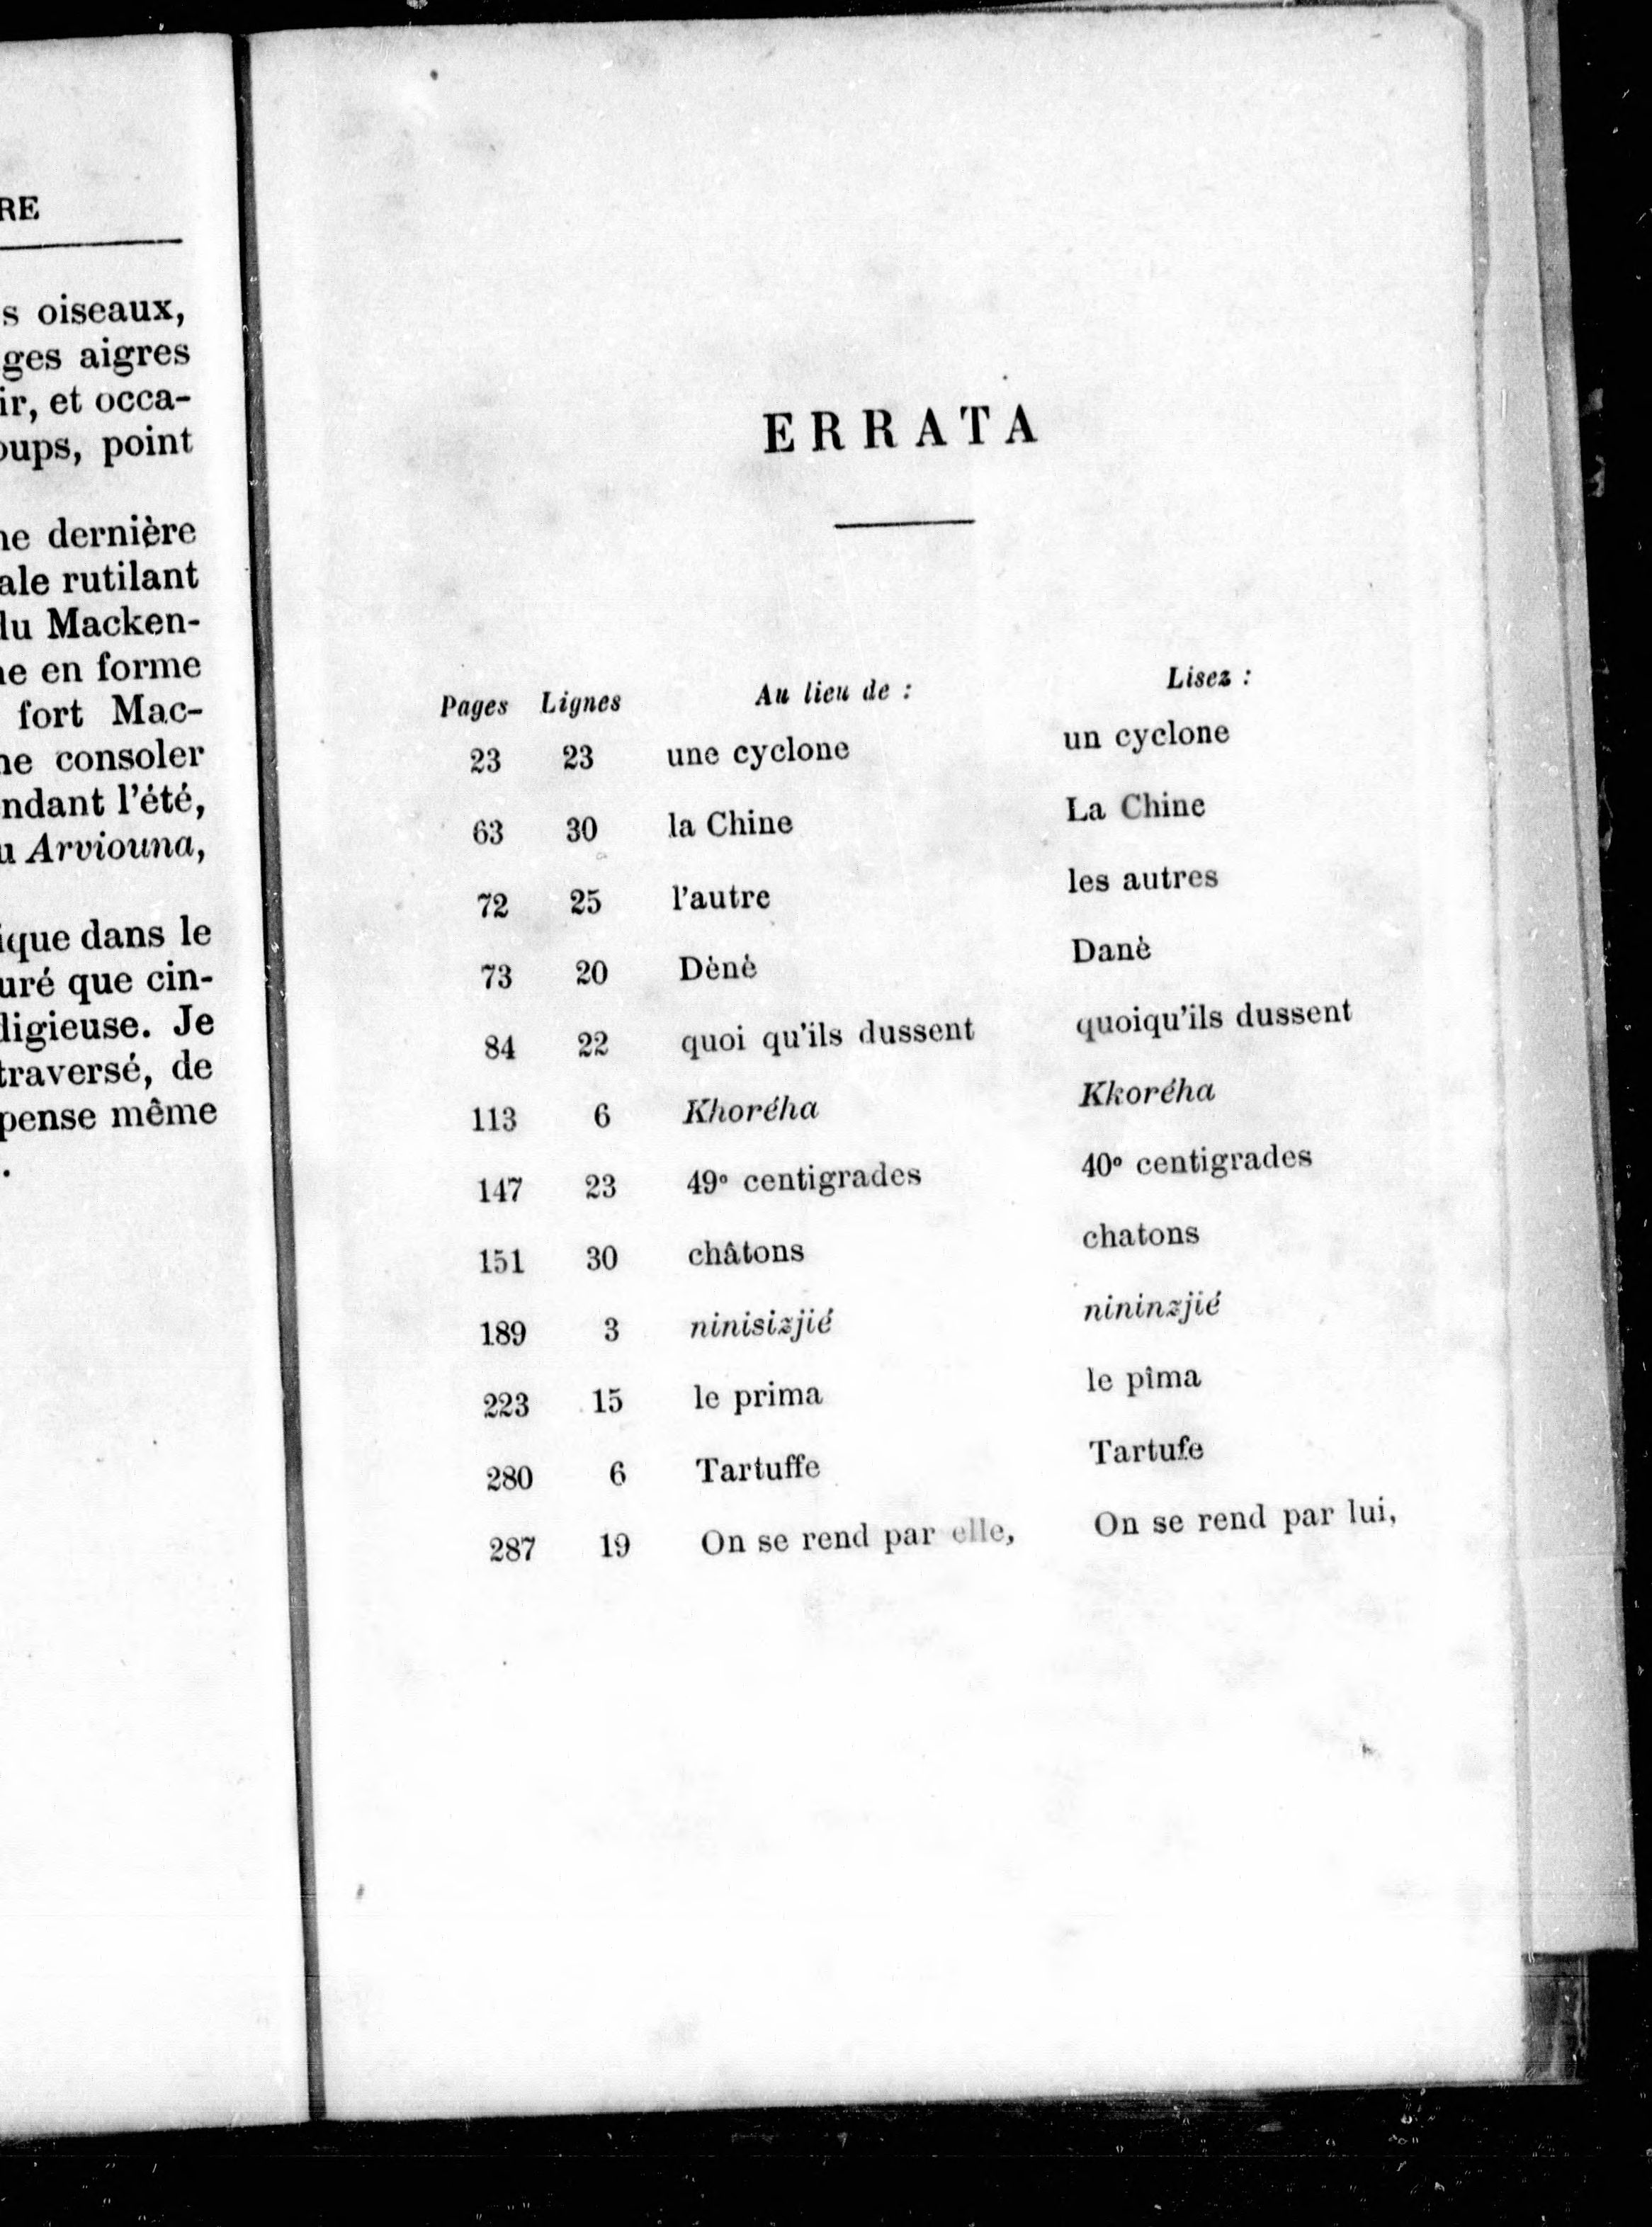 RE
s oiseaux,
ges aigres
ir, et occa-
oups, point
ne dernière
ale rutilant
du Macken-
ne en forme
fort Mac-
ne consoler
endant l'été,
u Arviouna,
ique dans le
uré que cin-
digieuse. Je
traversé, de
pense même
.
ERRATA
Pages Lignes Au lieu de : Lisez :
23 23 une cyclone un cyclone
63 30 la Chine La Chine
72 25 l'autre les autres
73 20 Dènè Danè
84 22 quoi qu'ils dussent quoiqu'ils dussent
113 6 Khoréha Kkoréha
147 23 49° centigrades 40° centigrades
151 30 châtons chatons
189 3 ninisizjié nininzjié
223 15 le prima le pîma
280 6 Tartuffe Tartufe
287 19 On se rend par elle, On se rend par lui,